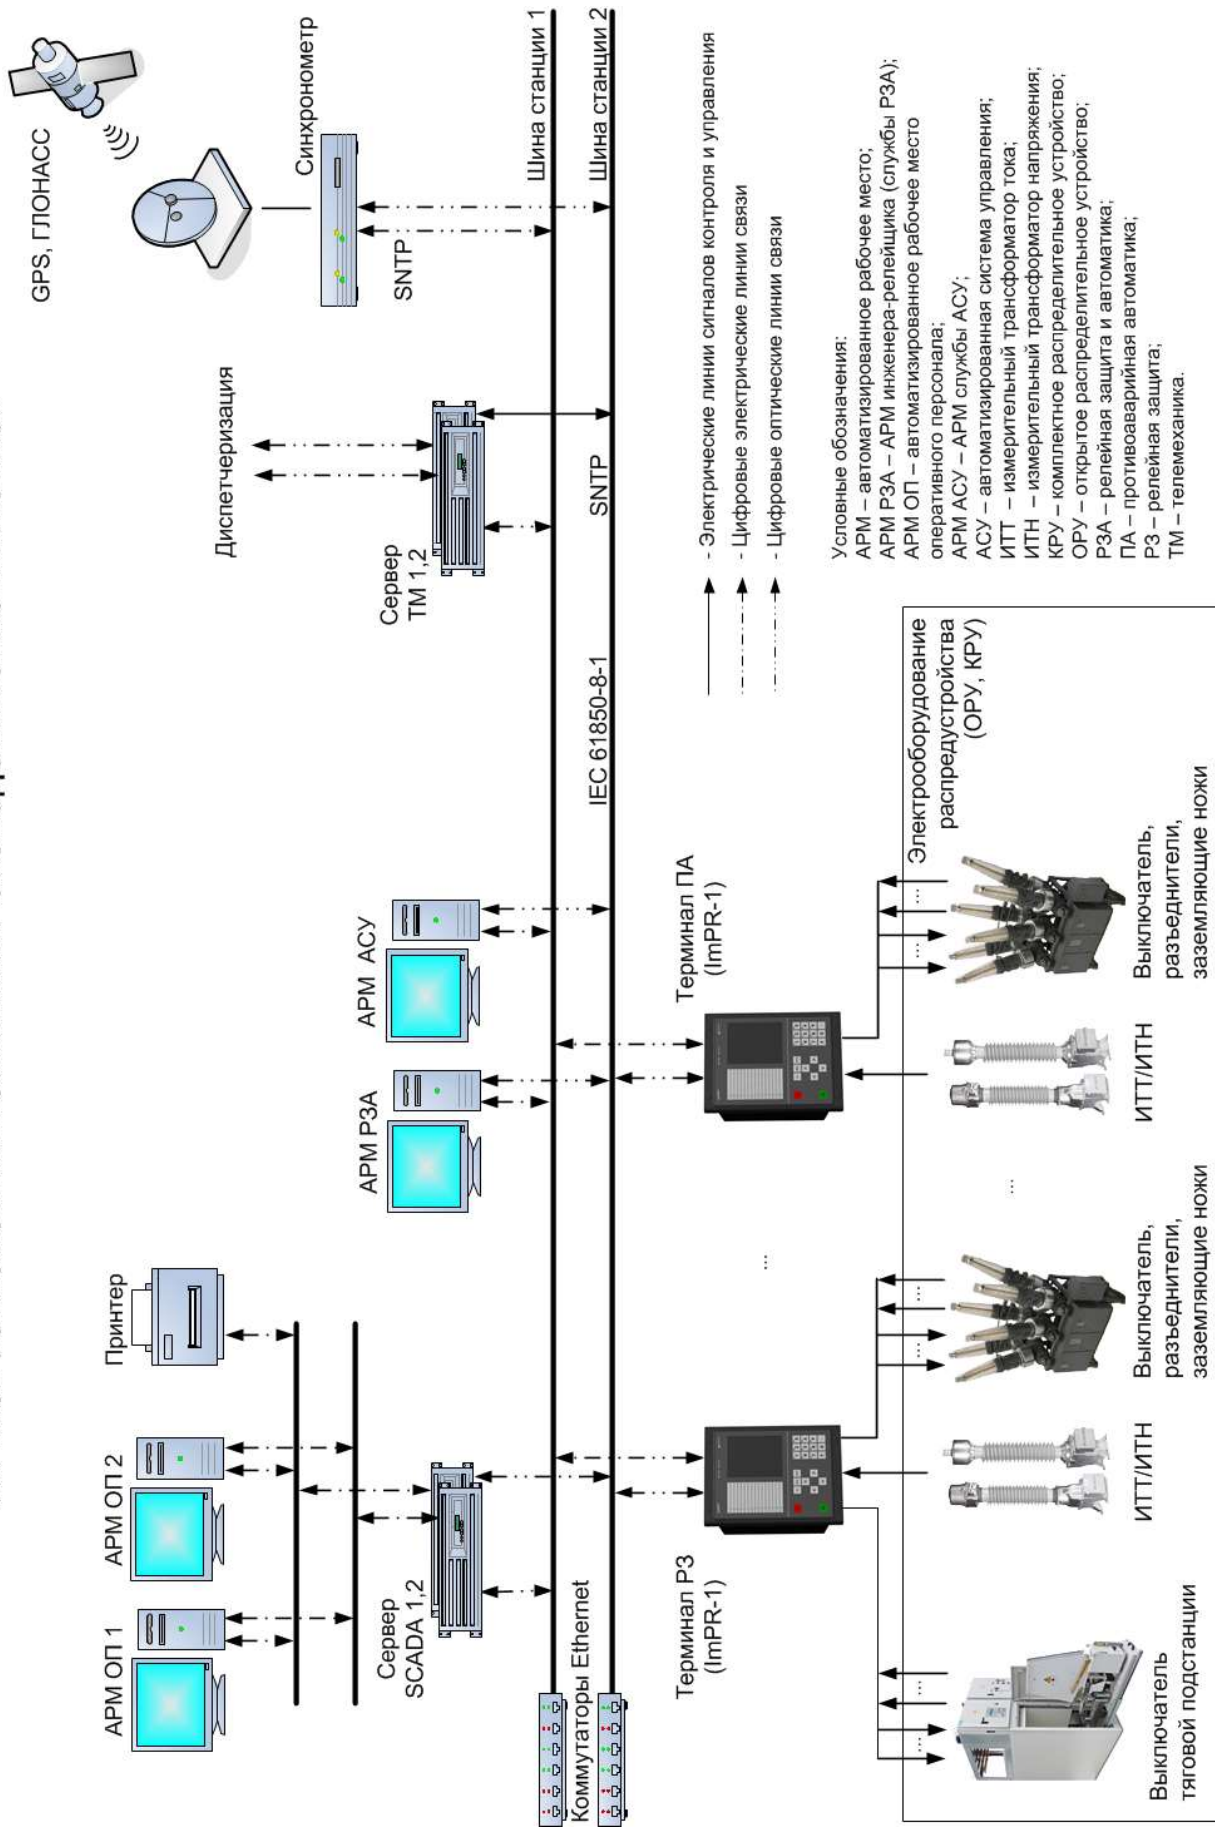 GPS, ГЛОНАСС
Синхронометр
SNTP
Диспетчеризация
Сервер
ТМ 1,2
Шина станции 1
Шина станции 2
SNTP
IEC 61850-8-1
АРМ ОП 1
АРМ ОП 2
Принтер
АРМ РЗА
АРМ АСУ
Сервер
SCADA 1,2
Коммутаторы Ethernet
Терминал РЗ
(ImPR-1)
...
Терминал ПА
(ImPR-1)
- Электрические линии сигналов контроля и управления
- Цифровые электрические линии связи
- Цифровые оптические линии связи
Условные обозначения:
АРМ – автоматизированное рабочее место;
АРМ РЗА – АРМ инженера-релейщика (службы РЗА);
АРМ ОП – автоматизированное рабочее место
оперативного персонала;
АРМ АСУ – АРМ службы АСУ;
АСУ – автоматизированная система управления;
ИТТ – измерительный трансформатор тока;
ИТН – измерительный трансформатор напряжения;
КРУ – комплектное распределительное устройство;
ОРУ – открытое распределительное устройство;
РЗА – релейная защита и автоматика;
ПА – противоаварийная автоматика;
РЗ – релейная защита;
ТМ – телемеханика.
Электрооборудование
распредустройства
(ОРУ, КРУ)
... ...
... ...
...
... ...
Выключатель
тяговой подстанции
ИТТ/ИТН
Выключатель,
разъеднители,
заземляющие ножи
ИТТ/ИТН
Выключатель,
разъеднители,
заземляющие ножи